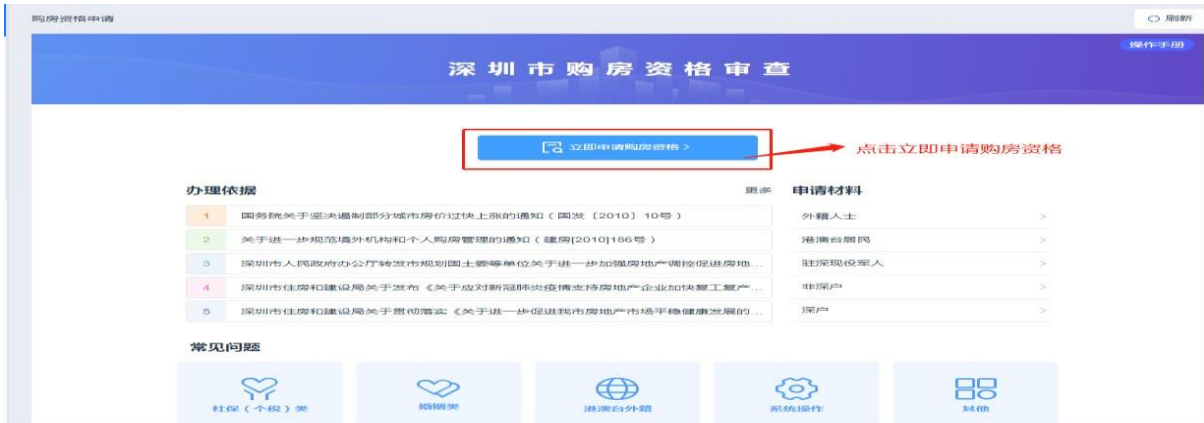 购房资格申请
刷新
操作手册
深圳市购房资格审查
立即申请购房资格 >
点击立即申请购房资格
办理依据
更多
1 国务院关于坚决遏制部分城市房价过快上涨的通知(国发〔2010〕10号)
2 关于进一步规范境外机构和个人购房管理的通知(建房[2010]186号)
3 深圳市人民政府办公厅转发市规划国土委等单位关于进一步加强房地产调控促进房地...
4 深圳市住房和建设局关于发布《关于应对新冠肺炎疫情支持房地产企业加快复工复产...
5 深圳市住房和建设局关于贯彻落实《关于进一步促进我市房地产市场平稳健康发展的...
申请材料
外籍人士 >
港澳台居民 >
驻深现役军人 >
非深户 >
深户 >
常见问题
社保(个税)类
婚姻类
港澳台外籍
系统操作
其他